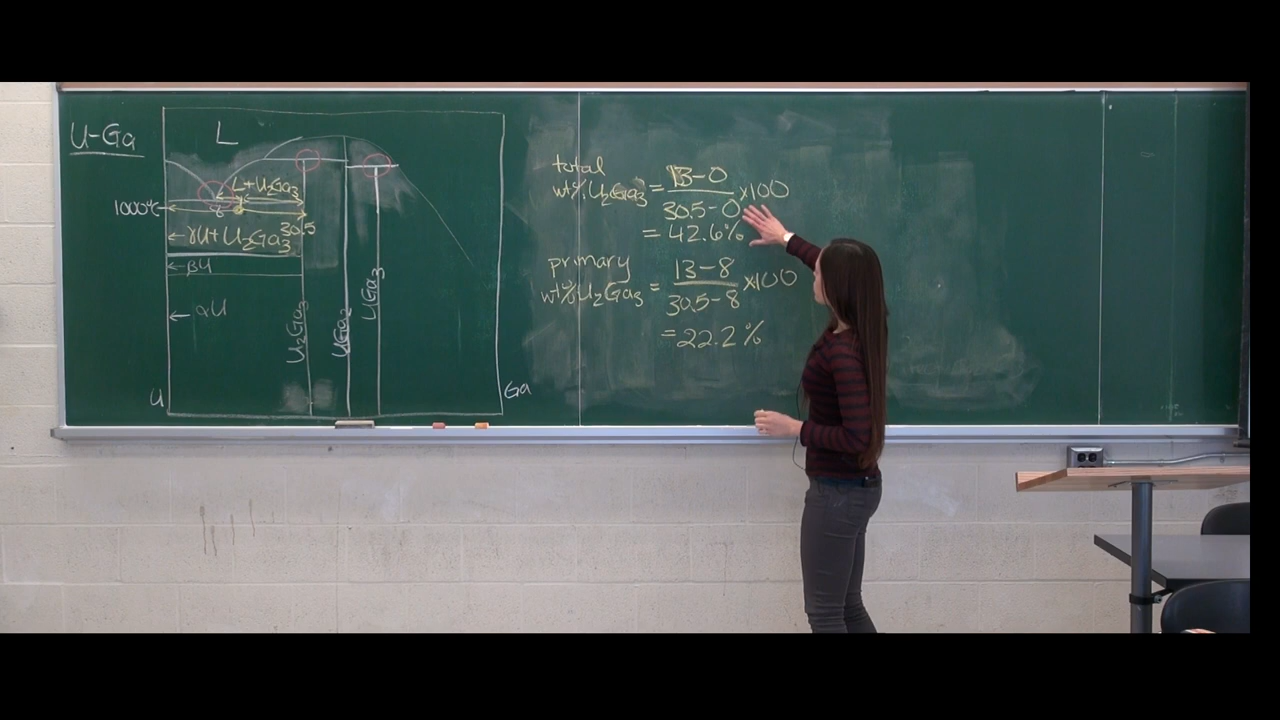 U-Ga
L
L+U₂Ga₃
8
1000℃
30.5
← γU+U₂Ga₃
← βU
← αU
U₂Ga₃
UGa₂
UGa₃
U
Ga
total
wt% U₂Ga₃ = 13-0 / 30.5-0 ×100
= 42.6%
primary
wt% U₂Ga₃ = 13-8 / 30.5-8 ×100
= 22.2%